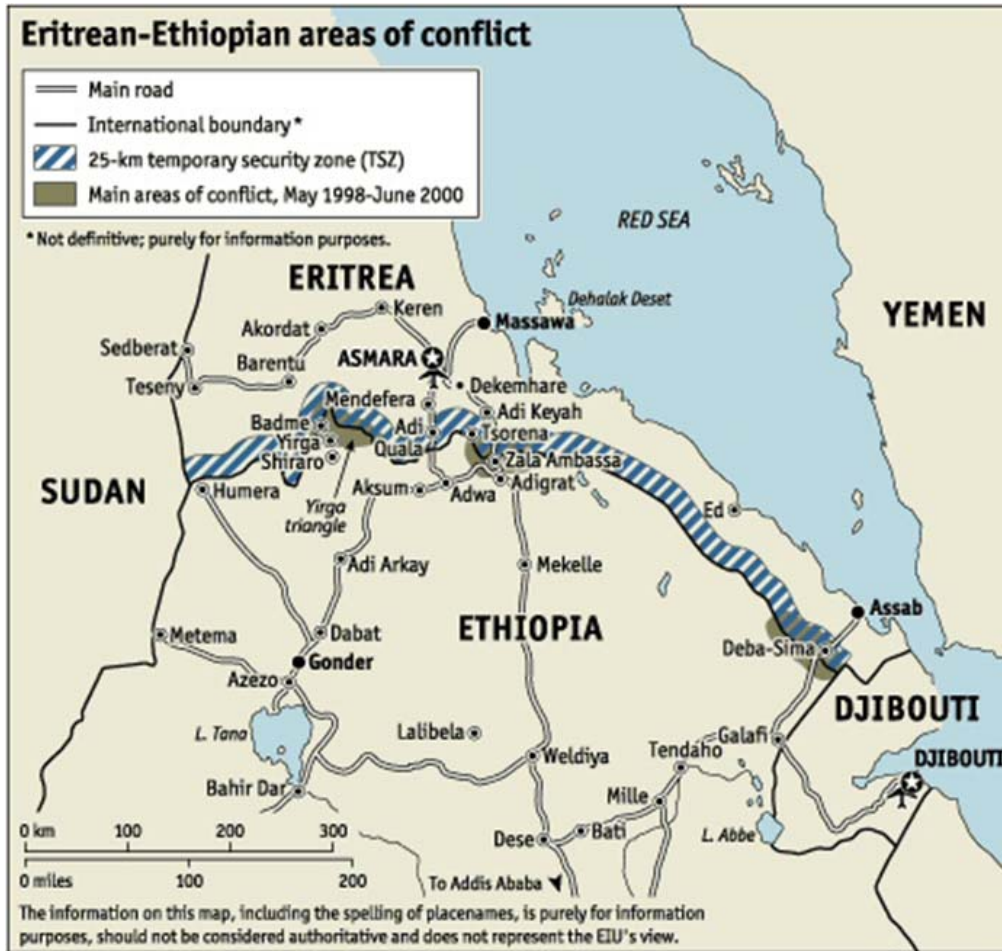 Eritrean-Ethiopian areas of conflict
Main road
International boundary*
25-km temporary security zone (TSZ)
Main areas of conflict, May 1998-June 2000
*Not definitive; purely for information purposes.
RED SEA
ERITREA
Dehalak Deset
Keren
Massawa
YEMEN
Akordat
Sedberat
ASMARA
Barentu
Teseny
Dekemhare
Mendefera
Adi Keyah
Badme
Adi
Quala
Tsorena
Yirga
Shiraro
Zala Ambassa
SUDAN
Humera
Aksum
Adwa
Adigrat
Yirga
triangle
Ed
Adi Arkay
Mekelle
Assab
Metema
Dabat
ETHIOPIA
Deba-Sima
Gonder
Azezo
DJIBOUTI
L. Tana
Lalibela
Galafi
Tendaho
Weldiya
DJIBOUTI
Bahir Dar
Mille
0 km 100 200 300
Dese
Bati
L. Abbe
0 miles 100 200
To Addis Ababa
The information on this map, including the spelling of placenames, is purely for information
purposes, should not be considered authoritative and does not represent the EIU's view.